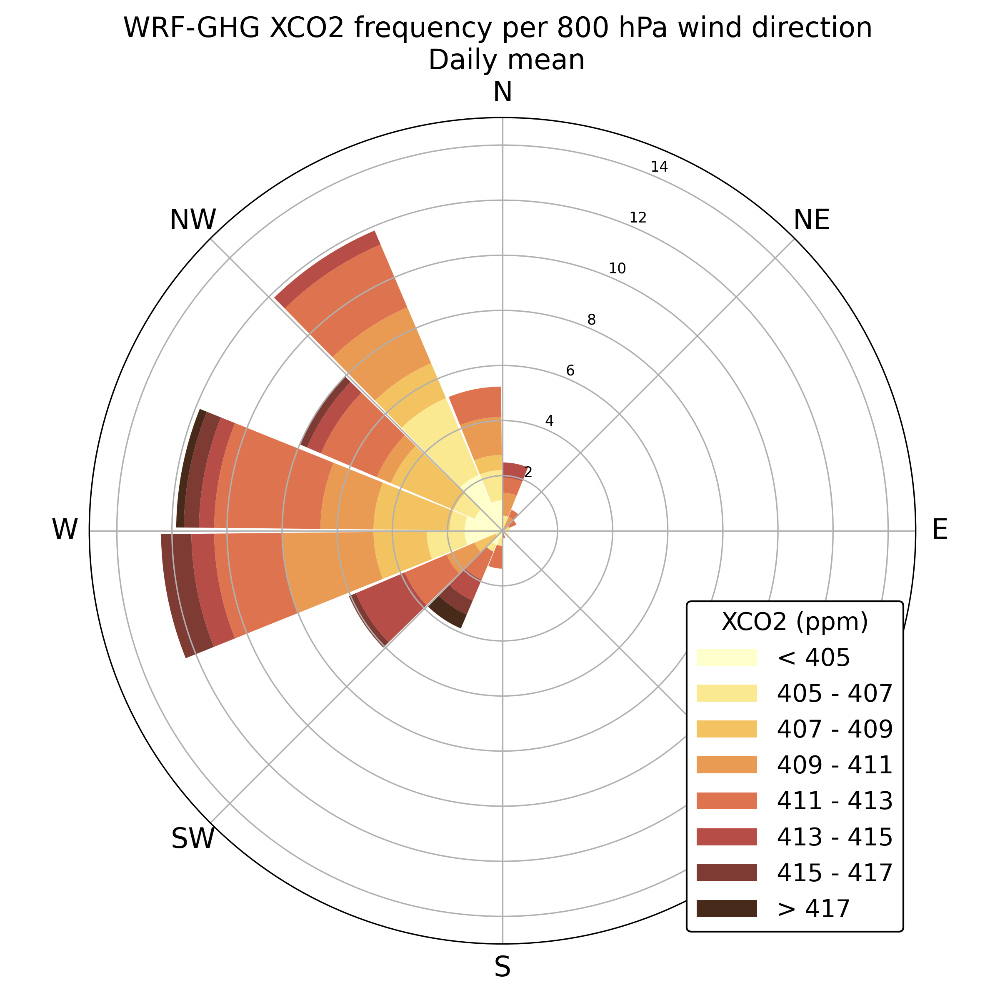 WRF-GHG XCO2 frequency per 800 hPa wind direction
Daily mean
N
14
NW
12
NE
10
8
6
4
2
W
E
XCO2 (ppm)
< 405
405 - 407
407 - 409
409 - 411
411 - 413
413 - 415
415 - 417
> 417
SW
S